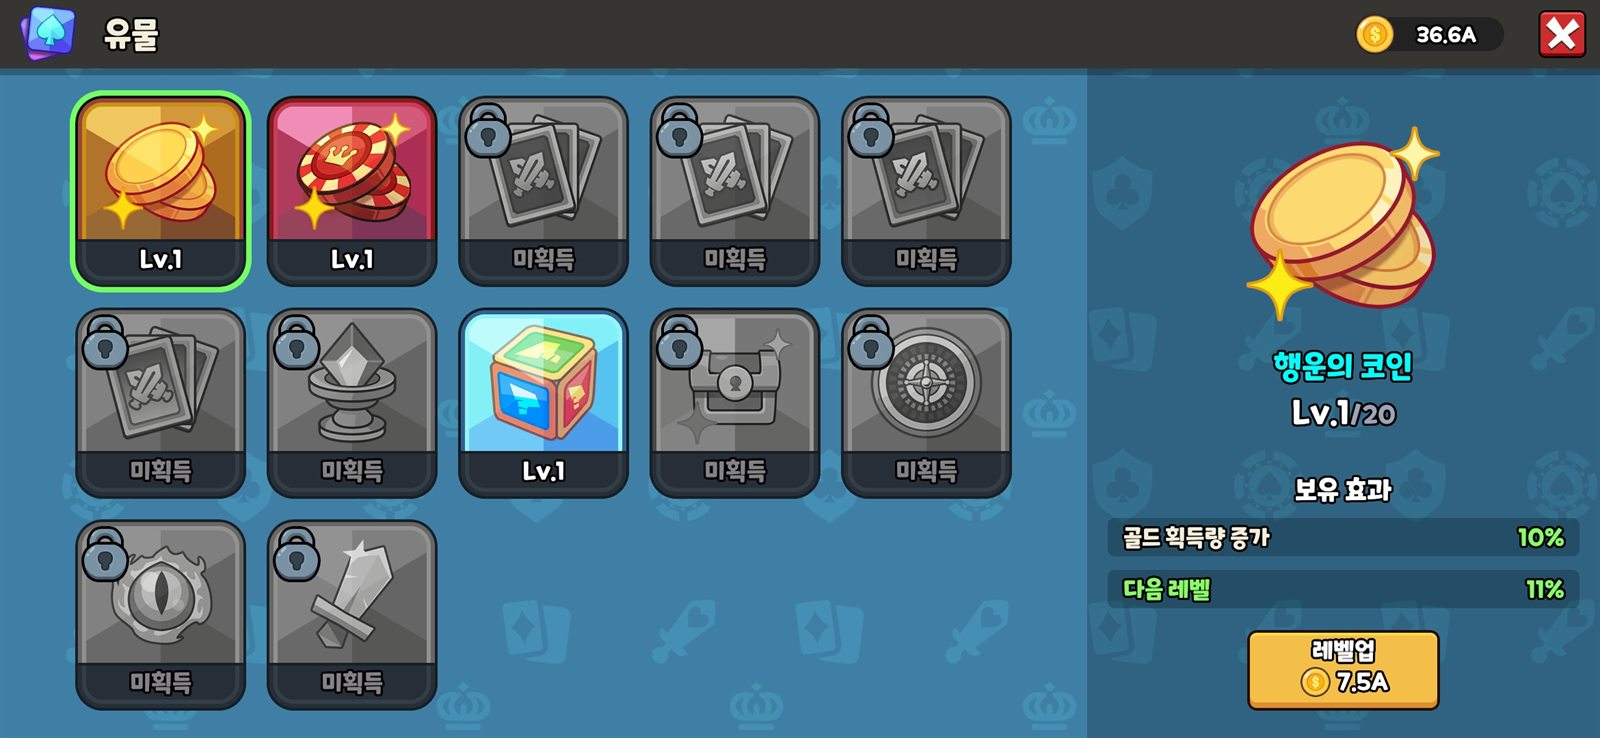 유물
36.6A
Lv.1
Lv.1
미획득
미획득
미획득
미획득
미획득
Lv.1
미획득
미획득
미획득
미획득
행운의 코인
Lv.1/20
보유 효과
골드 획득량 증가 10%
다음 레벨 11%
레벨업
7.5A